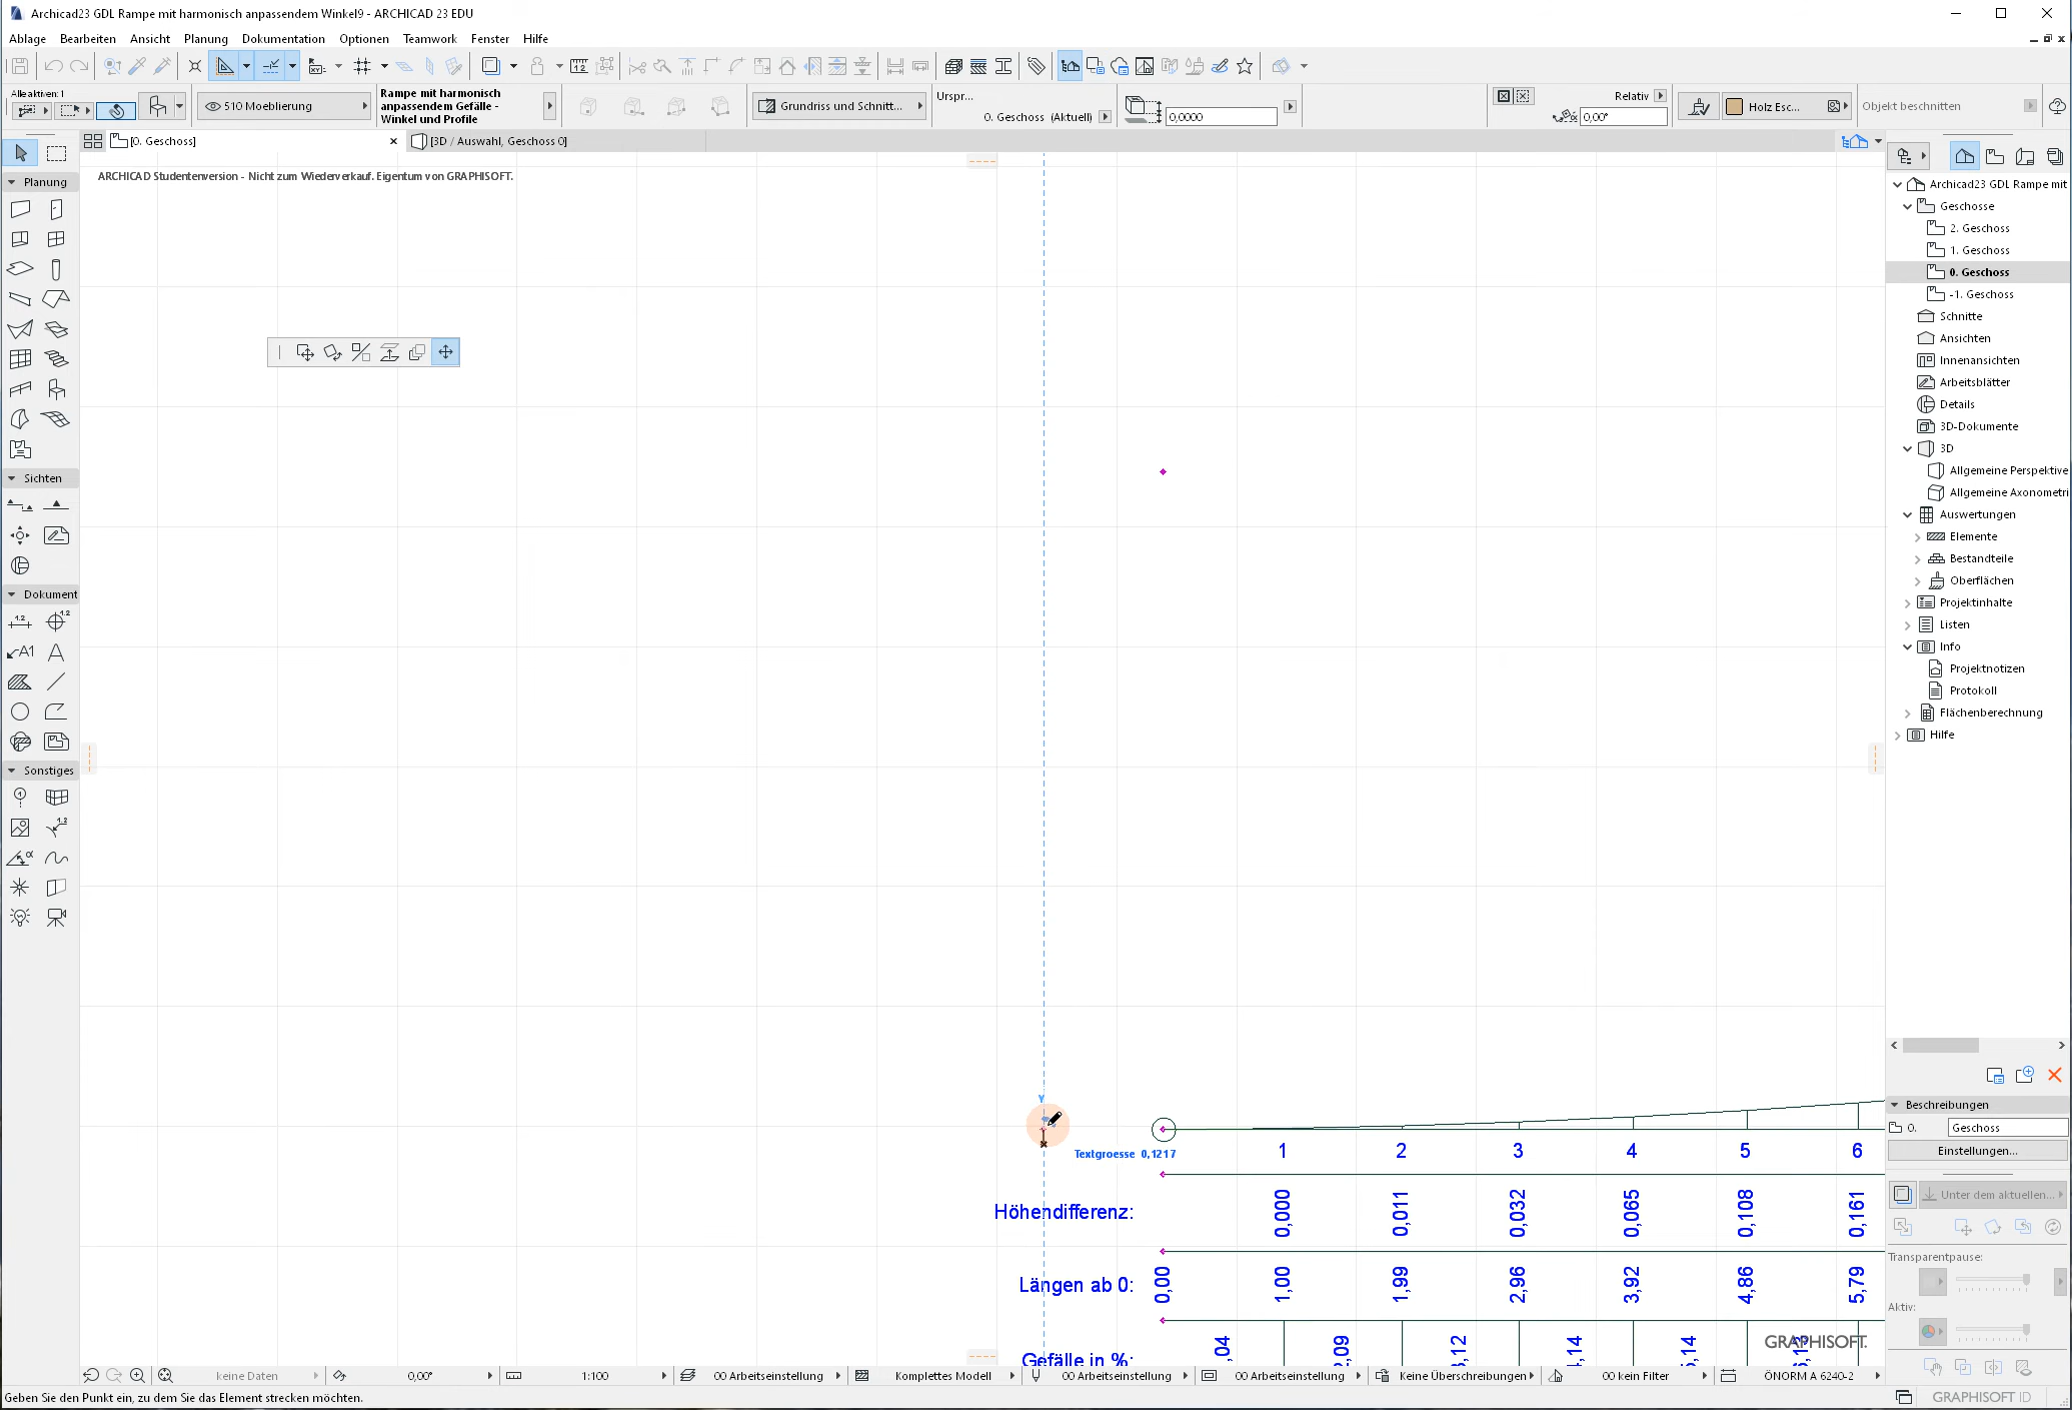 Archicad23 GDL Rampe mit harmonisch anpassendem Winkel9 - ARCHICAD 23 EDU
Ablage Bearbeiten Ansicht Planung Dokumentation Optionen Teamwork Fenster Hilfe
Alle aktiven: 1
510 Moeblierung
Rampe mit harmonisch
anpassendem Gefälle -
Winkel und Profile
Grundriss und Schnitt...
Urspr...
0. Geschoss (Aktuell)
0,0000
Relativ
0,00°
Holz Esc...
Objekt beschnitten
[0. Geschoss]
[3D / Auswahl, Geschoss 0]
ARCHICAD Studentenversion - Nicht zum Wiederverkauf. Eigentum von GRAPHISOFT.
Planung
Sichten
Dokument
1.2
1.2
A1
Sonstiges
Archicad23 GDL Rampe mit
Geschosse
2. Geschoss
1. Geschoss
0. Geschoss
-1. Geschoss
Schnitte
Ansichten
Innenansichten
Arbeitsblätter
Details
3D-Dokumente
3D
Allgemeine Perspektive
Allgemeine Axonometri
Auswertungen
Elemente
Bestandteile
Oberflächen
Projektinhalte
Listen
Info
Projektnotizen
Protokoll
Flächenberechnung
Hilfe
Beschreibungen
0. Geschoss
Einstellungen...
Unter dem aktuellen...
Transparentpause:
Aktiv:
Textgroesse 0,1217
1 2 3 4 5 6
Höhendifferenz: 0,000 0,011 0,032 0,065 0,108 0,161
Längen ab 0: 0,00 1,00 1,99 2,96 3,92 4,86 5,79
Gefälle in %:
GRAPHISOFT.
keine Daten 0,00° 1:100 00 Arbeitseinstellung Komplettes Modell 00 Arbeitseinstellung 00 Arbeitseinstellung Keine Überschreibungen 00 kein Filter ÖNORM A 6240-2
Geben Sie den Punkt ein, zu dem Sie das Element strecken möchten.
GRAPHISOFT ID